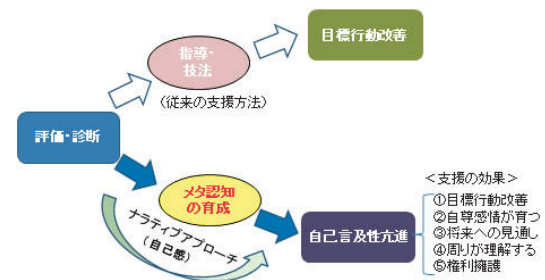 目標行動改善
指導・
技法
(従来の支援方法)
評価・診断
メタ認知
の育成
ナラティブアプローチ
(自己感)
自己言及性亢進
＜支援の効果＞
①目標行動改善
②自尊感情が育つ
③将来への見通し
④周りが理解する
⑤権利擁護